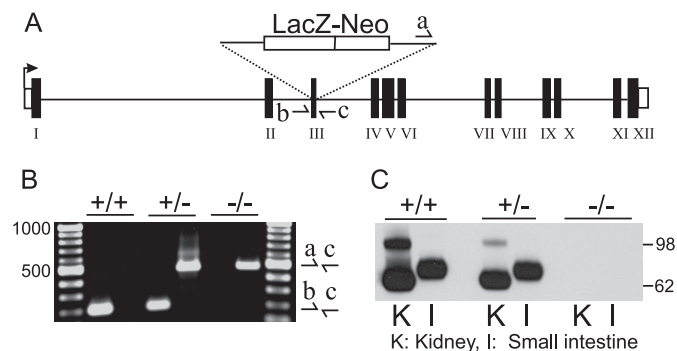 A
LacZ-Neo
a
b
c
I II III IV V VI VII VIII IX X XI XII
B
+/+ +/- -/-
1000
500
a c
b c
C
+/+ +/- -/-
98
62
K I K I K I
K: Kidney, I: Small intestine